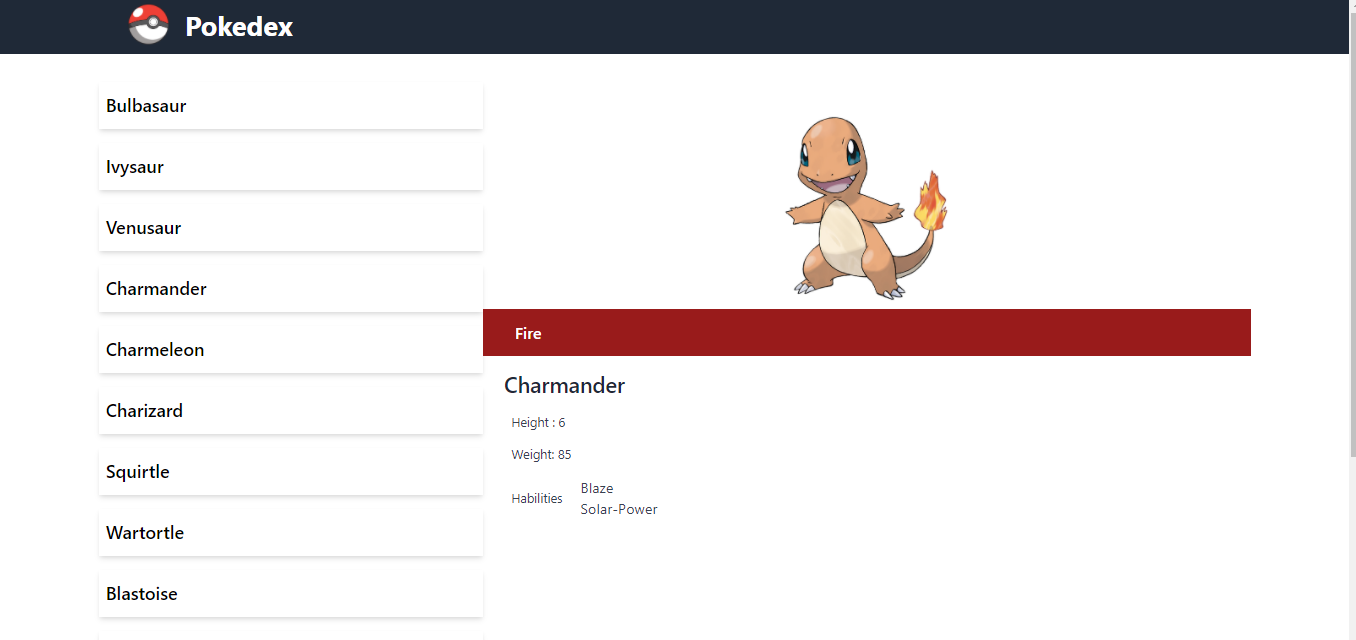 Pokedex
Bulbasaur
Ivysaur
Venusaur
Charmander
Charmeleon
Charizard
Squirtle
Wartortle
Blastoise
Fire
Charmander
Height : 6
Weight: 85
Habilities
Blaze
Solar-Power